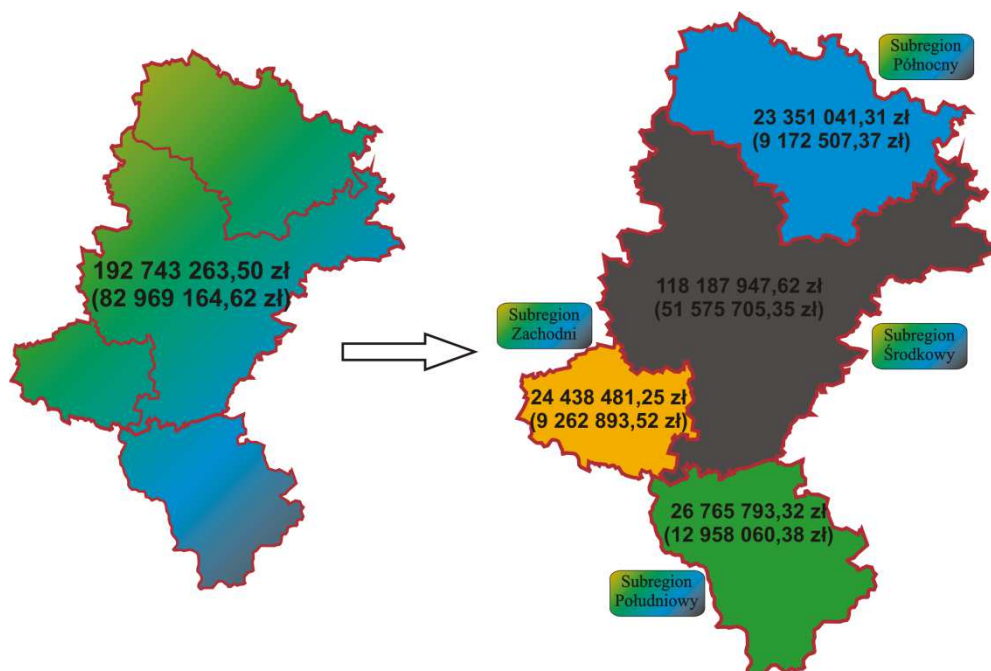 192 743 263,50 zł
(82 969 164,62 zł)
Subregion
Północny
23 351 041,31 zł
(9 172 507,37 zł)
118 187 947,62 zł
(51 575 705,35 zł)
Subregion
Zachodni
Subregion
Środkowy
24 438 481,25 zł
(9 262 893,52 zł)
26 765 793,32 zł
(12 958 060,38 zł)
Subregion
Południowy